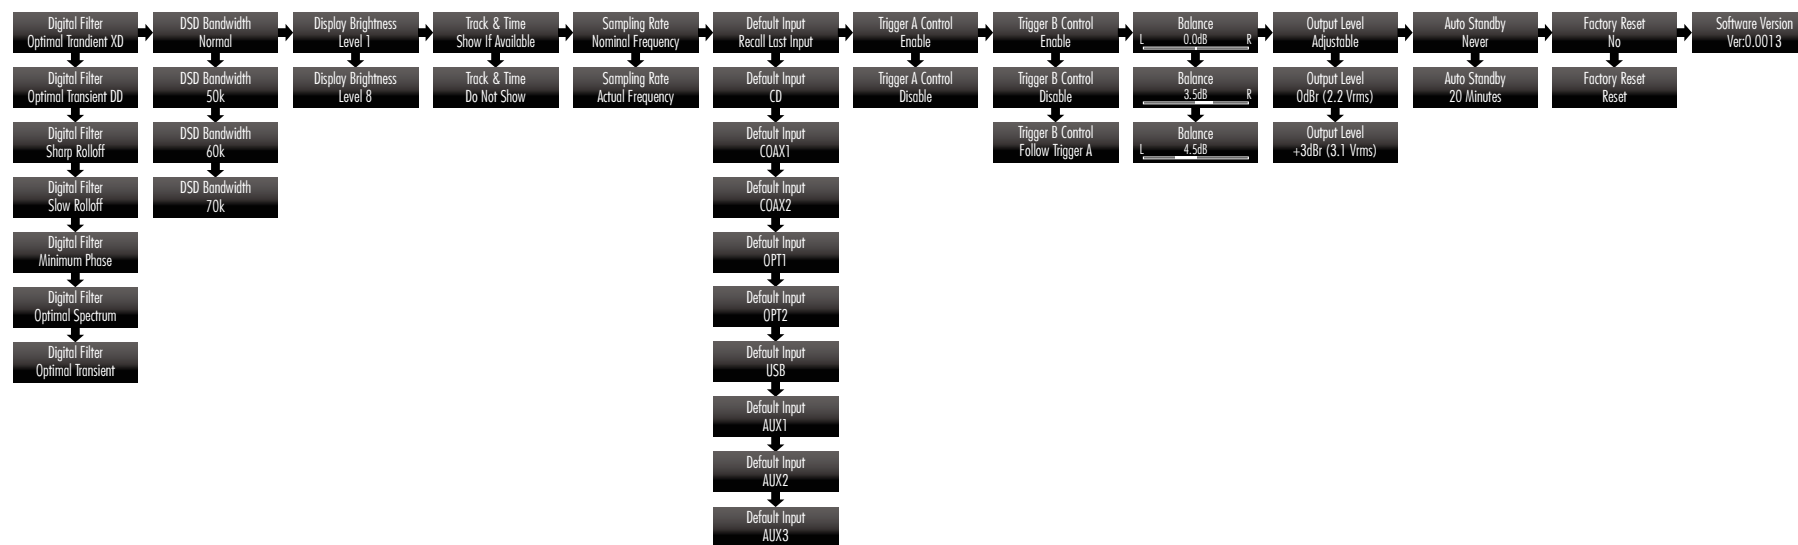 Digital Filter
Optimal Trandient XD
DSD Bandwidth
Normal
Display Brightness
Level 1
Track & Time
Show If Available
Sampling Rate
Nominal Frequency
Default Input
Recall Last Input
Trigger A Control
Enable
Trigger B Control
Enable
Balance
L 0.0dB R
Output Level
Adjustable
Auto Standby
Never
Factory Reset
No
Software Version
Ver:0.0013
Digital Filter
Optimal Transient DD
DSD Bandwidth
50k
Display Brightness
Level 8
Track & Time
Do Not Show
Sampling Rate
Actual Frequency
Default Input
CD
Trigger A Control
Disable
Trigger B Control
Disable
Balance
3.5dB R
Output Level
0dBr (2.2 Vrms)
Auto Standby
20 Minutes
Factory Reset
Reset
Digital Filter
Sharp Rolloff
DSD Bandwidth
60k
Default Input
COAX1
Trigger B Control
Follow Trigger A
Balance
L 4.5dB
Output Level
+3dBr (3.1 Vrms)
Digital Filter
Slow Rolloff
DSD Bandwidth
70k
Default Input
COAX2
Digital Filter
Minimum Phase
Default Input
OPT1
Digital Filter
Optimal Spectrum
Default Input
OPT2
Digital Filter
Optimal Transient
Default Input
USB
Default Input
AUX1
Default Input
AUX2
Default Input
AUX3